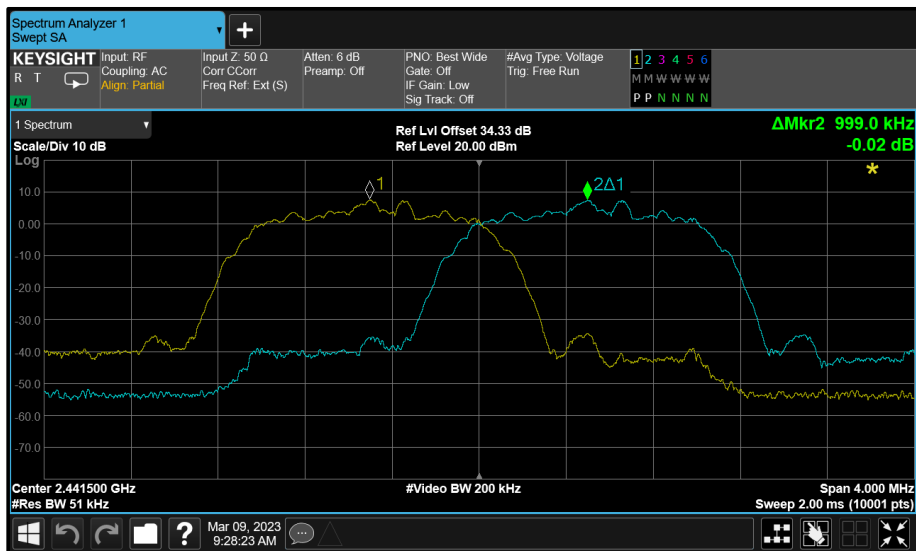 Spectrum Analyzer 1
Swept SA
+
KEYSIGHT
R T
LXI
Input: RF
Coupling: AC
Align: Partial
Input Z: 50 Ω
Corr CCorr
Freq Ref: Ext (S)
Atten: 6 dB
Preamp: Off
PNO: Best Wide
Gate: Off
IF Gain: Low
Sig Track: Off
#Avg Type: Voltage
Trig: Free Run
1 2 3 4 5 6
M M W W W W
P P N N N N
1 Spectrum
Scale/Div 10 dB
Ref Lvl Offset 34.33 dB
Ref Level 20.00 dBm
ΔMkr2 999.0 kHz
-0.02 dB
*
Log
10.0
0.00
-10.0
-20.0
-30.0
-40.0
-50.0
-60.0
-70.0
1
2Δ1
Center 2.441500 GHz
#Res BW 51 kHz
#Video BW 200 kHz
Span 4.000 MHz
Sweep 2.00 ms (10001 pts)
?
Mar 09, 2023
9:28:23 AM